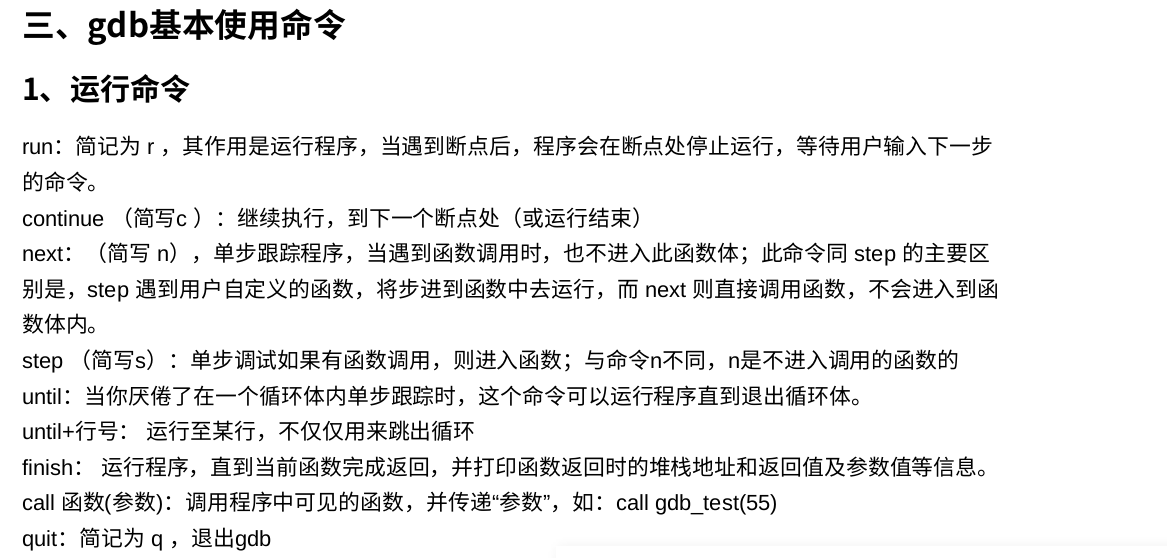 三、gdb基本使用命令
1、运行命令
run：简记为 r ，其作用是运行程序，当遇到断点后，程序会在断点处停止运行，等待用户输入下一步
的命令。
continue （简写c ）：继续执行，到下一个断点处（或运行结束）
next：（简写 n），单步跟踪程序，当遇到函数调用时，也不进入此函数体；此命令同 step 的主要区
别是，step 遇到用户自定义的函数，将步进到函数中去运行，而 next 则直接调用函数，不会进入到函
数体内。
step （简写s）：单步调试如果有函数调用，则进入函数；与命令n不同，n是不进入调用的函数的
until：当你厌倦了在一个循环体内单步跟踪时，这个命令可以运行程序直到退出循环体。
until+行号： 运行至某行，不仅仅用来跳出循环
finish： 运行程序，直到当前函数完成返回，并打印函数返回时的堆栈地址和返回值及参数值等信息。
call 函数(参数)：调用程序中可见的函数，并传递“参数”，如：call gdb_test(55)
quit：简记为 q ，退出gdb